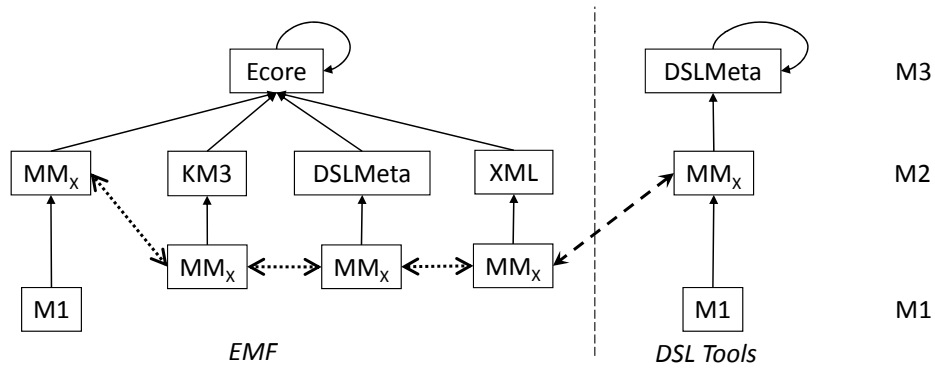 Ecore DSLMeta M3
MMX KM3 DSLMeta XML MMX M2
MMX MMX MMX
M1 M1 M1
EMF DSL Tools